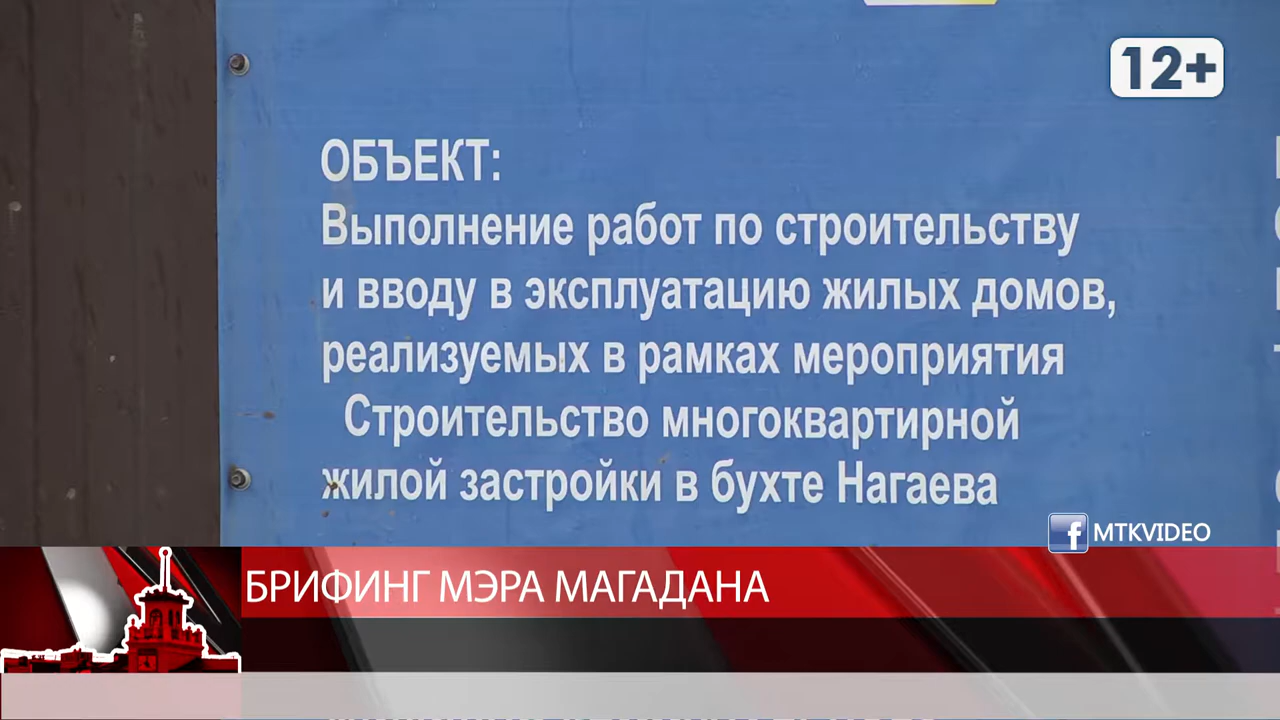 12+
ОБЪЕКТ:
Выполнение работ по строительству
и вводу в эксплуатацию жилых домов,
реализуемых в рамках мероприятия
Строительство многоквартирной
жилой застройки в бухте Нагаева
f MTKVIDEO
БРИФИНГ МЭРА МАГАДАНА